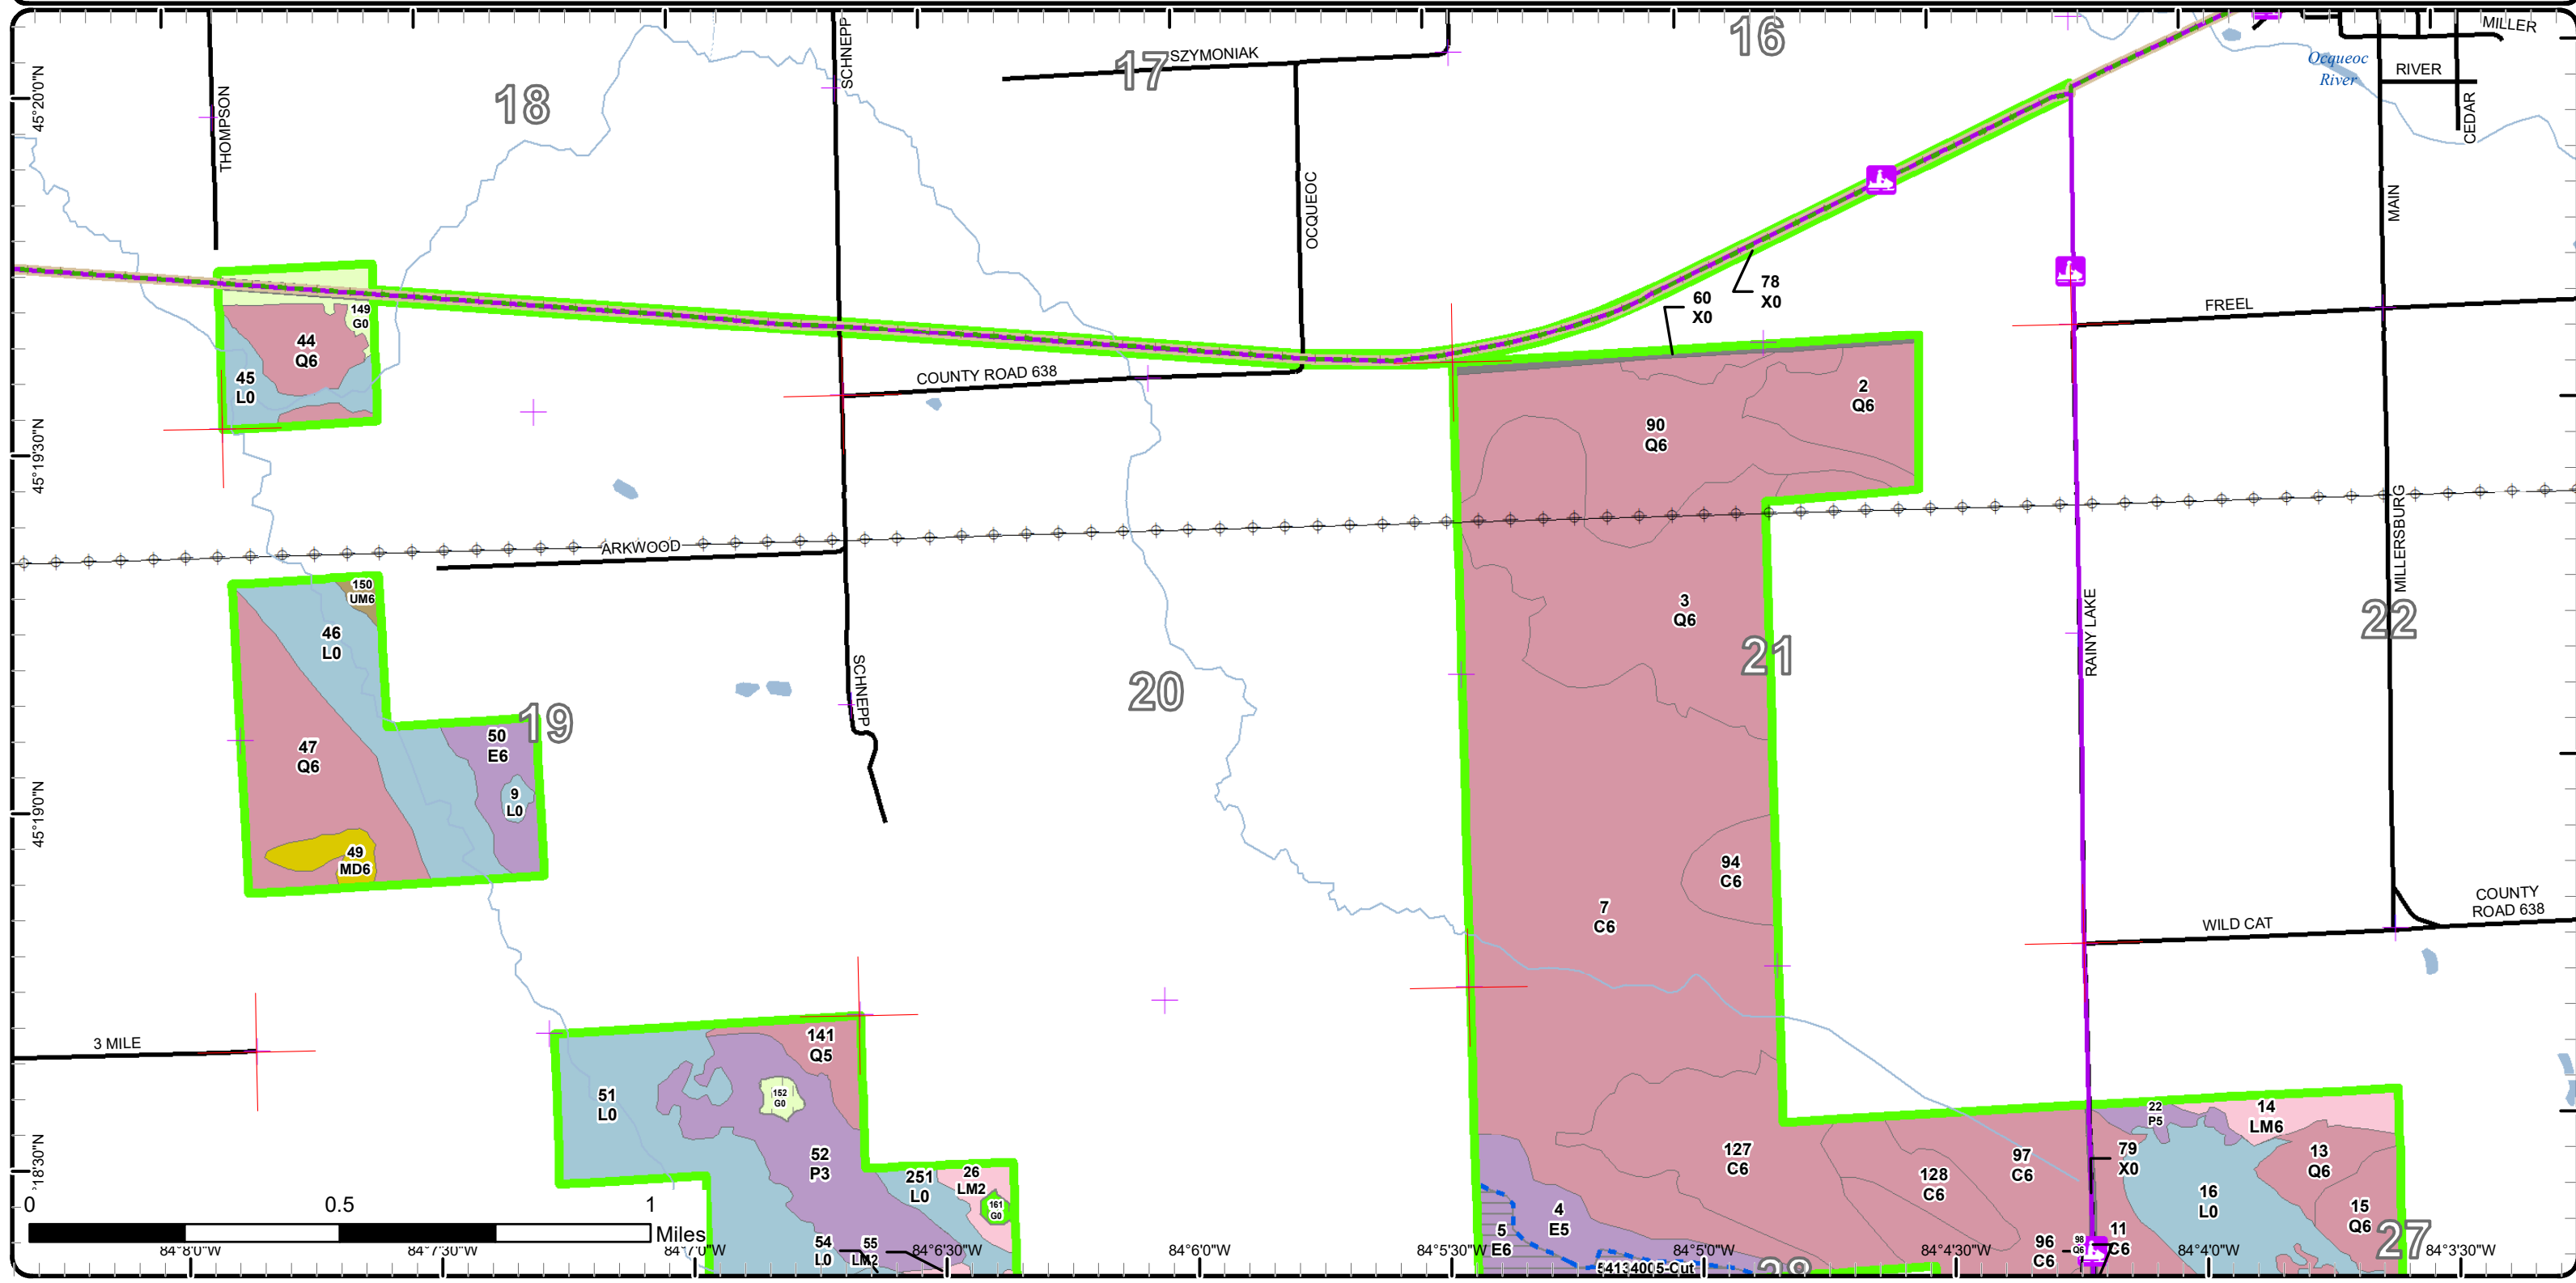 16
MILLER
SCHNEPP
17
SZYMONIAK
Ocqueoc
River
RIVER
45°20'0"N
18
THOMPSON
CEDAR
OCQUEOC
MAIN
78
X0
60
X0
FREEL
149
G0
44
Q6
45
L0
COUNTY ROAD 638
2
Q6
90
Q6
45°19'30"N
MILLERSBURG
ARKWOOD
150
UM6
46
L0
3
Q6
22
RAINY LAKE
21
SCHNEPP
20
19
50
E6
47
Q6
9
L0
45°19'0"N
49
MD6
94
C6
7
C6
COUNTY
ROAD 638
WILD CAT
3 MILE
141
Q5
51
L0
152
G0
22
P5
14
LM6
127
C6
79
X0
13
Q6
52
P3
97
C6
128
C6
251
L0
26
LM2
161
G0
16
L0
15
Q6
°18'30"N
0 0.5 1
Miles
4
E5
5
E6
54
L0
55
LM2
96
C6
98
Q6
11
C6
27
28
54134005-Cut
84°8'0"W 84°7'30"W 84°7'0"W 84°6'30"W 84°6'0"W 84°5'30"W 84°5'0"W 84°4'30"W 84°4'0"W 84°3'30"W